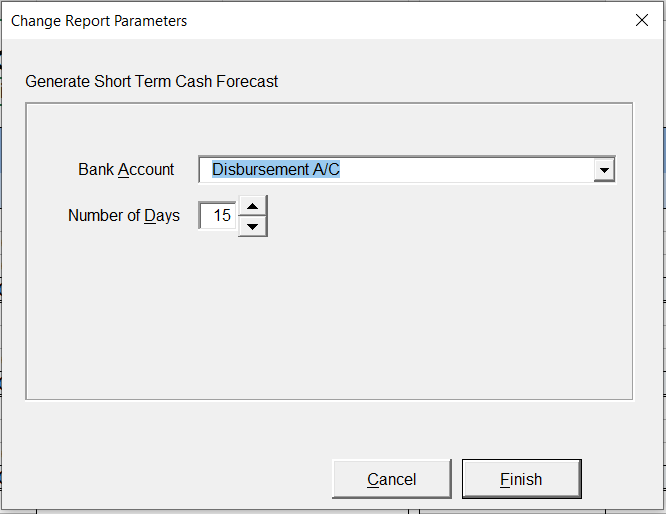 Change Report Parameters
Generate Short Term Cash Forecast
Bank Account Disbursement A/C
Number of Days 15
Cancel Finish